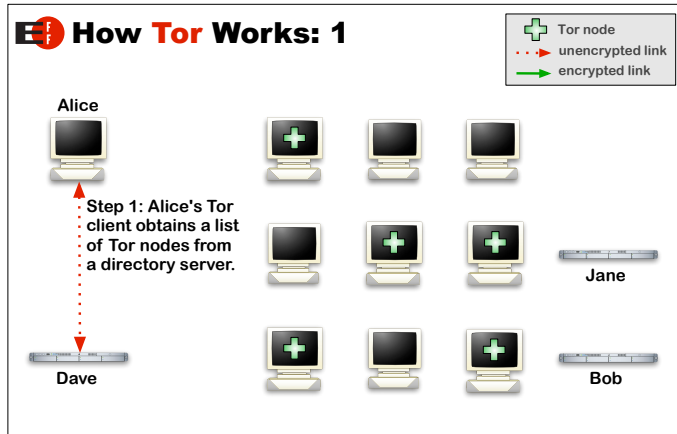 EFF How Tor Works: 1
Tor node
unencrypted link
encrypted link
Alice
Step 1: Alice's Tor
client obtains a list
of Tor nodes from
a directory server.
Jane
Dave
Bob